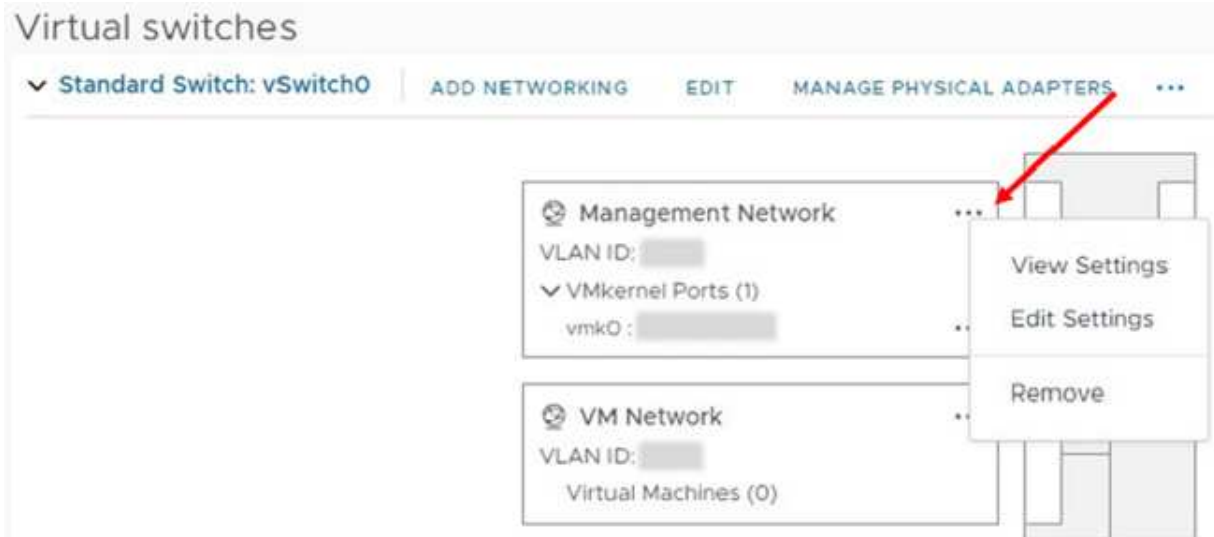 Virtual switches
Standard Switch: vSwitch0 ADD NETWORKING EDIT MANAGE PHYSICAL ADAPTERS ...
Management Network ...
VLAN ID:
VMkernel Ports (1)
vmk0 :
View Settings
Edit Settings
Remove
VM Network
VLAN ID:
Virtual Machines (0)